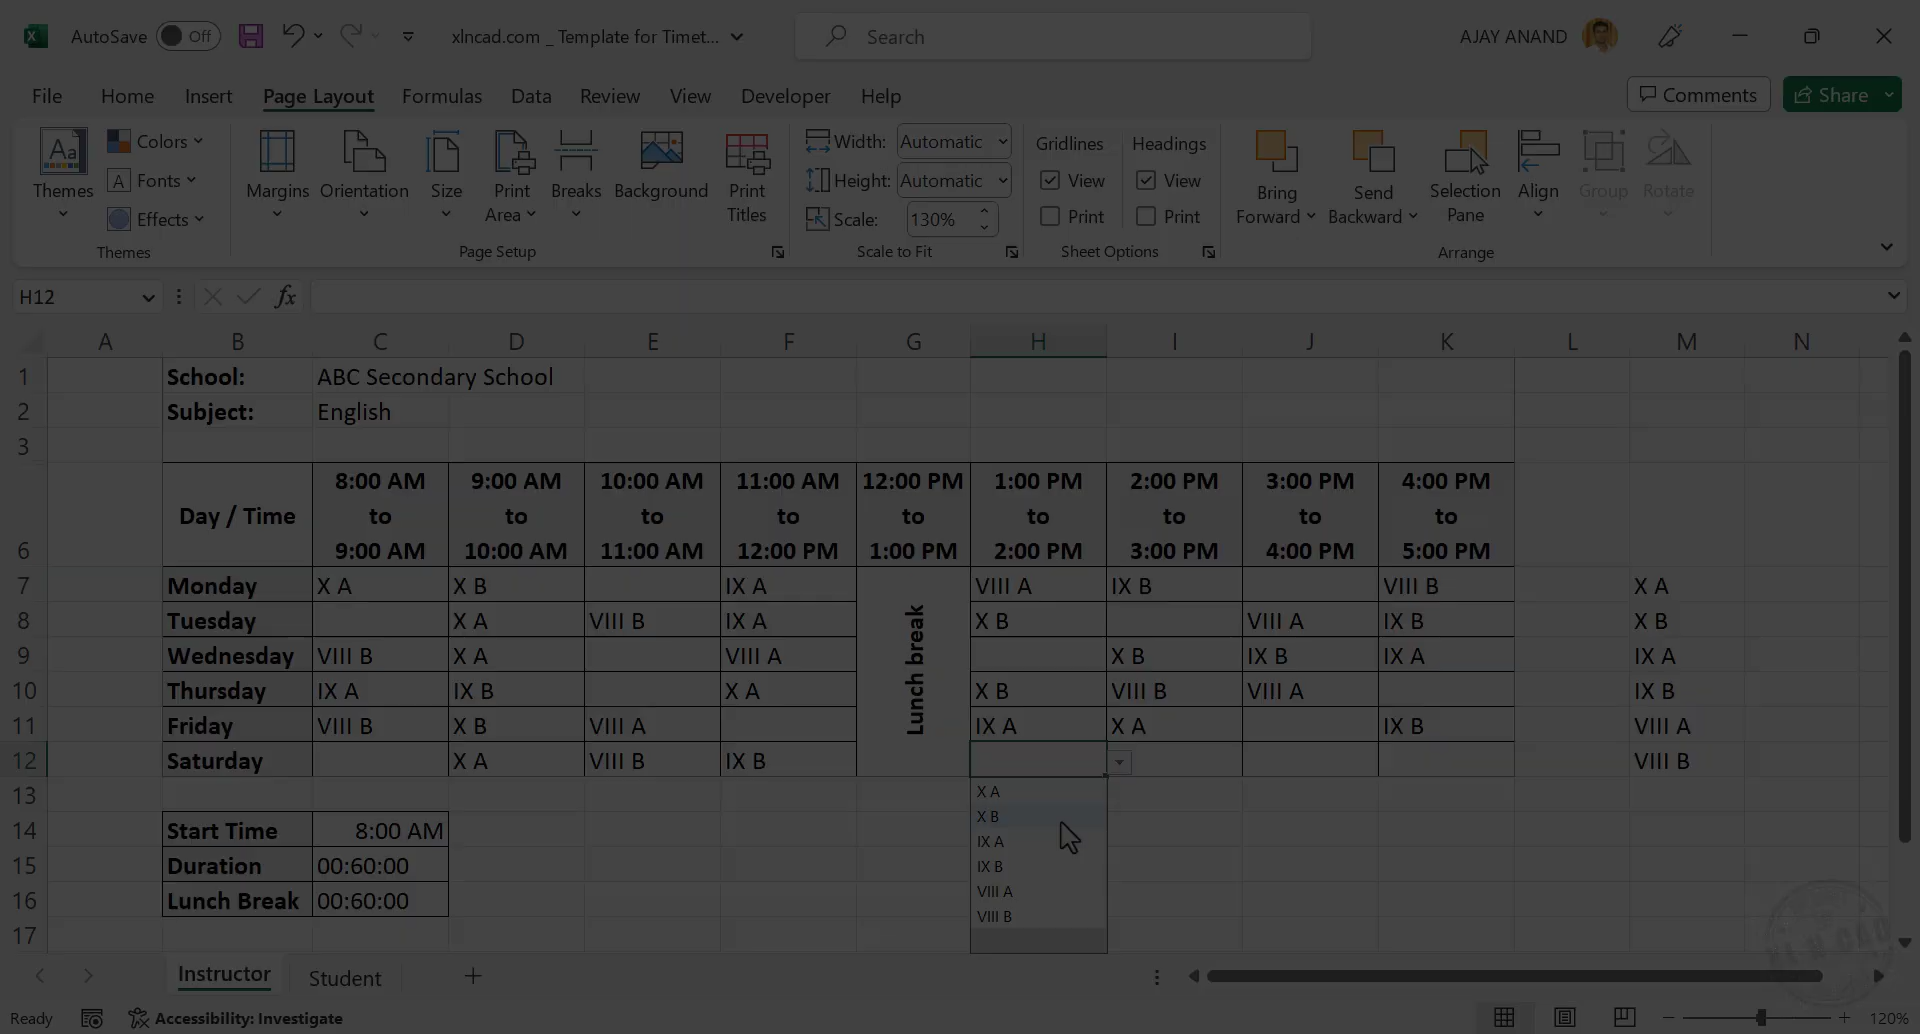 AutoSave Off xlncad.com _ Template for Timet... Search AJAY ANAND
File Home Insert Page Layout Formulas Data Review View Developer Help Comments Share
Themes Colors Fonts Effects
Themes
Margins Orientation Size Print Area Breaks Background Print Titles
Page Setup
Width: Automatic
Height: Automatic
Scale: 130%
Scale to Fit
Gridlines Headings
View View
Print Print
Sheet Options
Bring Forward Send Backward Selection Pane Align Group Rotate
Arrange
H12 fx
A B C D E F G H I J K L M N
1 School: ABC Secondary School
2 Subject: English
3
6 Day / Time 8:00 AM to 9:00 AM 9:00 AM to 10:00 AM 10:00 AM to 11:00 AM 11:00 AM to 12:00 PM 12:00 PM to 1:00 PM 1:00 PM to 2:00 PM 2:00 PM to 3:00 PM 3:00 PM to 4:00 PM 4:00 PM to 5:00 PM
7 Monday X A X B IX A VIII A IX B VIII B X A
8 Tuesday X A VIII B IX A X B VIII A IX B X B
9 Wednesday VIII B X A VIII A X B IX B IX A IX A
10 Thursday IX A IX B X A X B VIII B VIII A IX B
11 Friday VIII B X B VIII A IX A X A IX B VIII A
12 Saturday X A VIII B IX B VIII B
Lunch break
13
14 Start Time 8:00 AM
15 Duration 00:60:00
16 Lunch Break 00:60:00
17
X A
X B
IX A
IX B
VIII A
VIII B
Instructor Student
Ready Accessibility: Investigate 120%